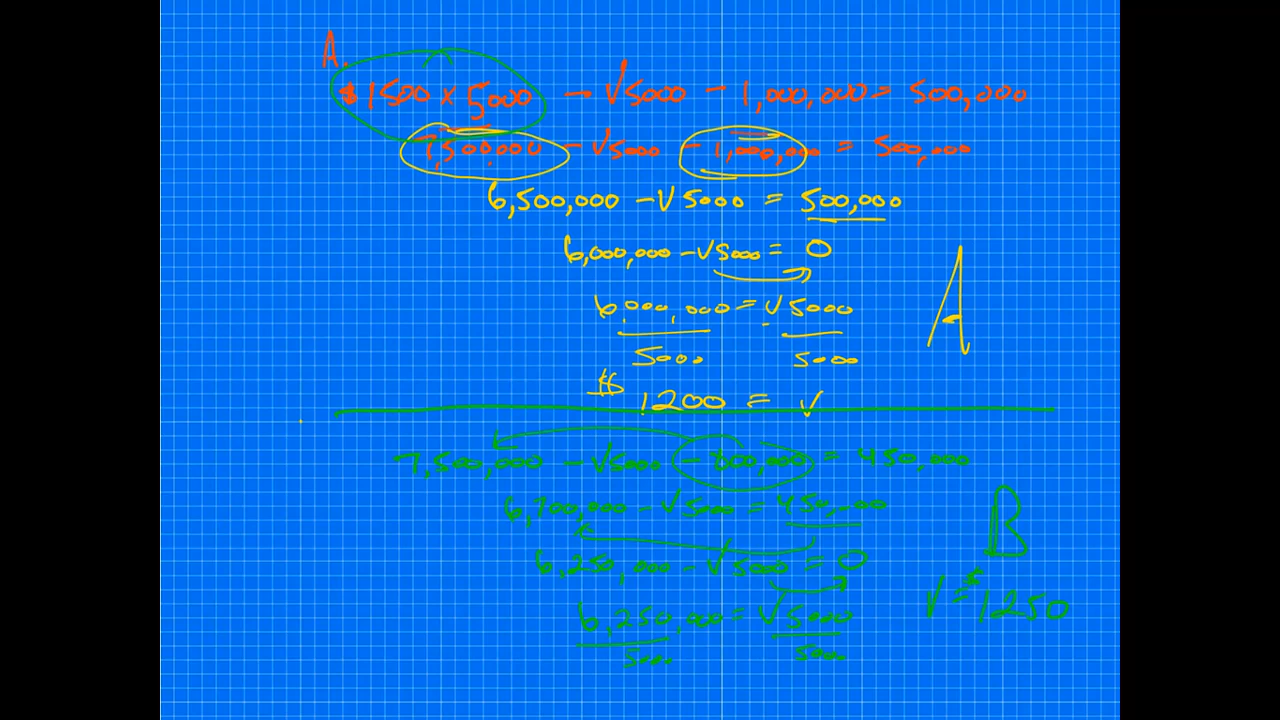 A.
$1500 x 5000 - V5000 - 1,000,000 = 500,000
7,500,000 - V5000 - 1,000,000 = 500,000
6,500,000 - V5000 = 500,000
6,000,000 - V5000 = 0
6,000,000 = V5000
5000 5000
$1200 = V
A
7,500,000 - V5000 - 800,000 = 450,000
6,700,000 - V5000 = 450,000
B
6,250,000 - V5000 = 0
V = $1250
6,250,000 = V5000
5000 5000